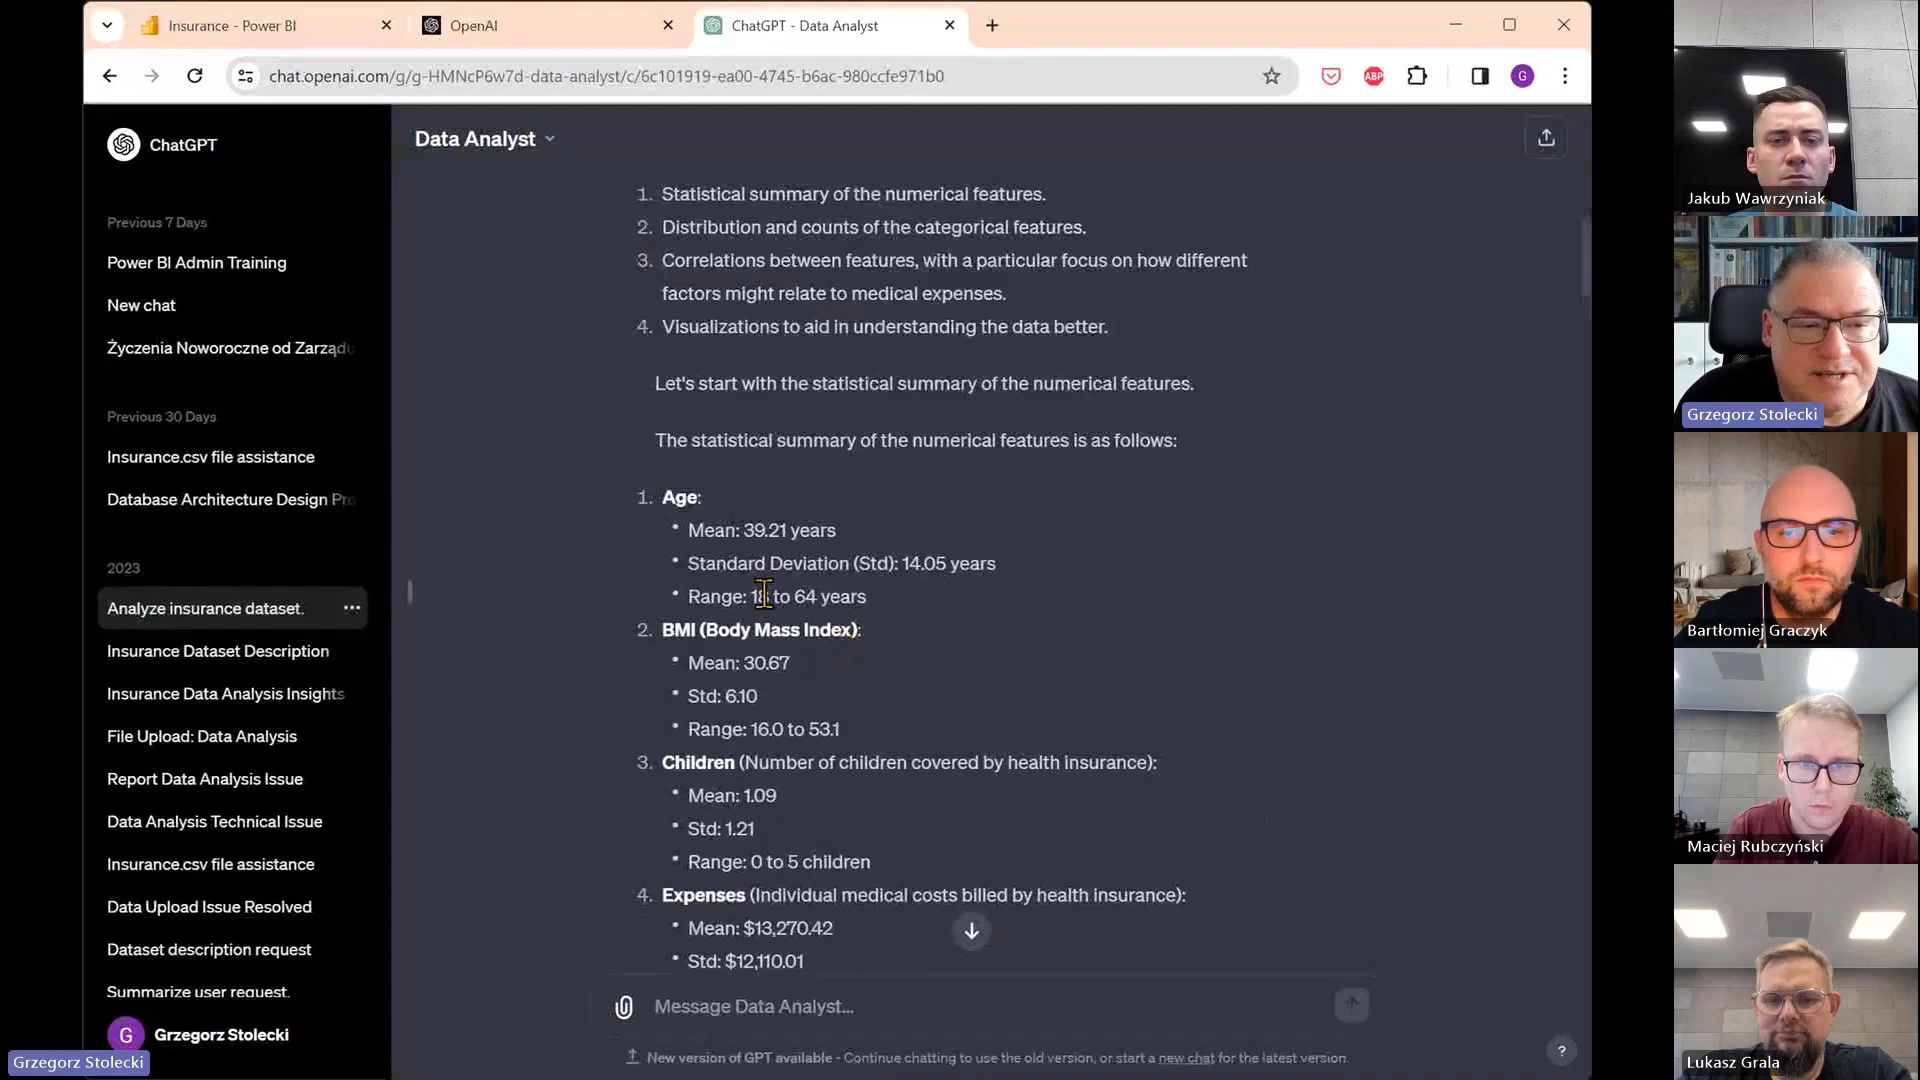 Insurance - Power BI
OpenAI
ChatGPT - Data Analyst
chat.openai.com/g/g-HMNcP6w7d-data-analyst/c/6c101919-ea00-4745-b6ac-980ccfe971b0
ABP
G
ChatGPT
Previous 7 Days
Power BI Admin Training
New chat
Życzenia Noworoczne od Zarządu
Previous 30 Days
Insurance.csv file assistance
Database Architecture Design Pro
2023
Analyze insurance dataset.
Insurance Dataset Description
Insurance Data Analysis Insights
File Upload: Data Analysis
Report Data Analysis Issue
Data Analysis Technical Issue
Insurance.csv file assistance
Data Upload Issue Resolved
Dataset description request
Summarize user request.
G
Grzegorz Stolecki
Grzegorz Stolecki
Data Analyst
1. Statistical summary of the numerical features.
2. Distribution and counts of the categorical features.
3. Correlations between features, with a particular focus on how different
factors might relate to medical expenses.
4. Visualizations to aid in understanding the data better.
Let's start with the statistical summary of the numerical features.
The statistical summary of the numerical features is as follows:
1. Age:
• Mean: 39.21 years
• Standard Deviation (Std): 14.05 years
• Range: 18 to 64 years
2. BMI (Body Mass Index):
• Mean: 30.67
• Std: 6.10
• Range: 16.0 to 53.1
3. Children (Number of children covered by health insurance):
• Mean: 1.09
• Std: 1.21
• Range: 0 to 5 children
4. Expenses (Individual medical costs billed by health insurance):
• Mean: $13,270.42
• Std: $12,110.01
Message Data Analyst...
New version of GPT available - Continue chatting to use the old version, or start a new chat for the latest version.
?
Jakub Wawrzyniak
Grzegorz Stolecki
Bartłomiej Graczyk
Maciej Rubczyński
Lukasz Grala